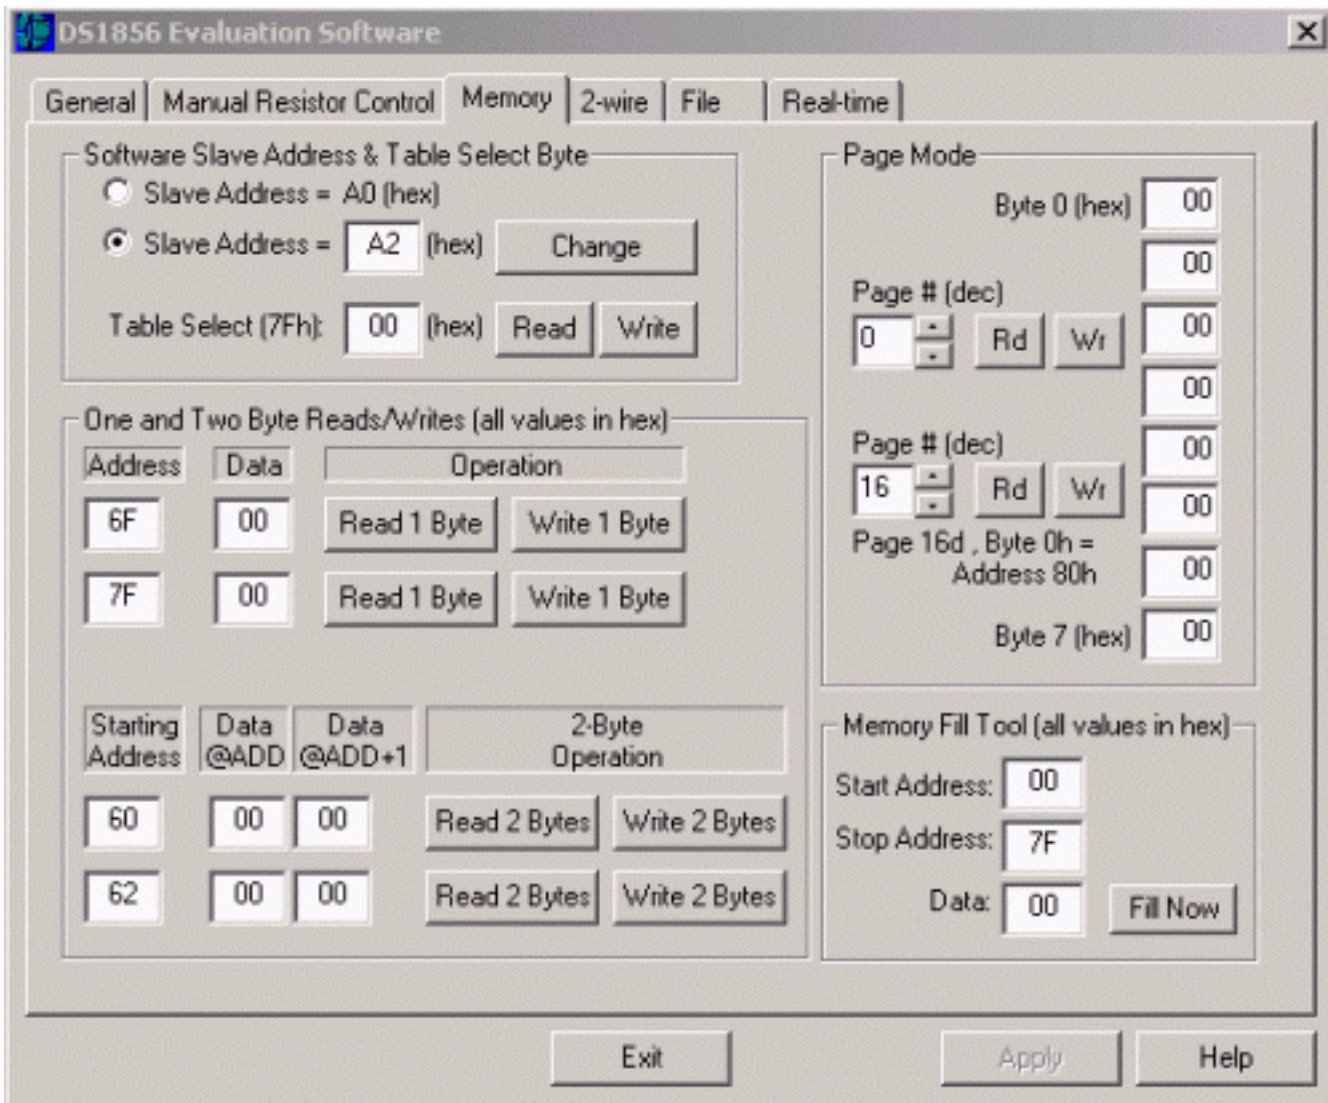 DS1856 Evaluation Software
General Manual Resistor Control Memory 2-wire File Real-time
Software Slave Address & Table Select Byte
Slave Address = A0 (hex)
Slave Address = A2 (hex) Change
Table Select (7Fh): 00 (hex) Read Write
One and Two Byte Reads/Writes (all values in hex)
Address Data Operation
6F 00 Read 1 Byte Write 1 Byte
7F 00 Read 1 Byte Write 1 Byte
Starting Data Data 2-Byte
Address @ADD @ADD+1 Operation
60 00 00 Read 2 Bytes Write 2 Bytes
62 00 00 Read 2 Bytes Write 2 Bytes
Page Mode
Byte 0 (hex) 00
00
Page # (dec)
0 Rd Wr 00
00
Page # (dec) 00
16 Rd Wr 00
Page 16d , Byte 0h =
Address 80h 00
Byte 7 (hex) 00
Memory Fill Tool (all values in hex)
Start Address: 00
Stop Address: 7F
Data: 00 Fill Now
Exit Apply Help